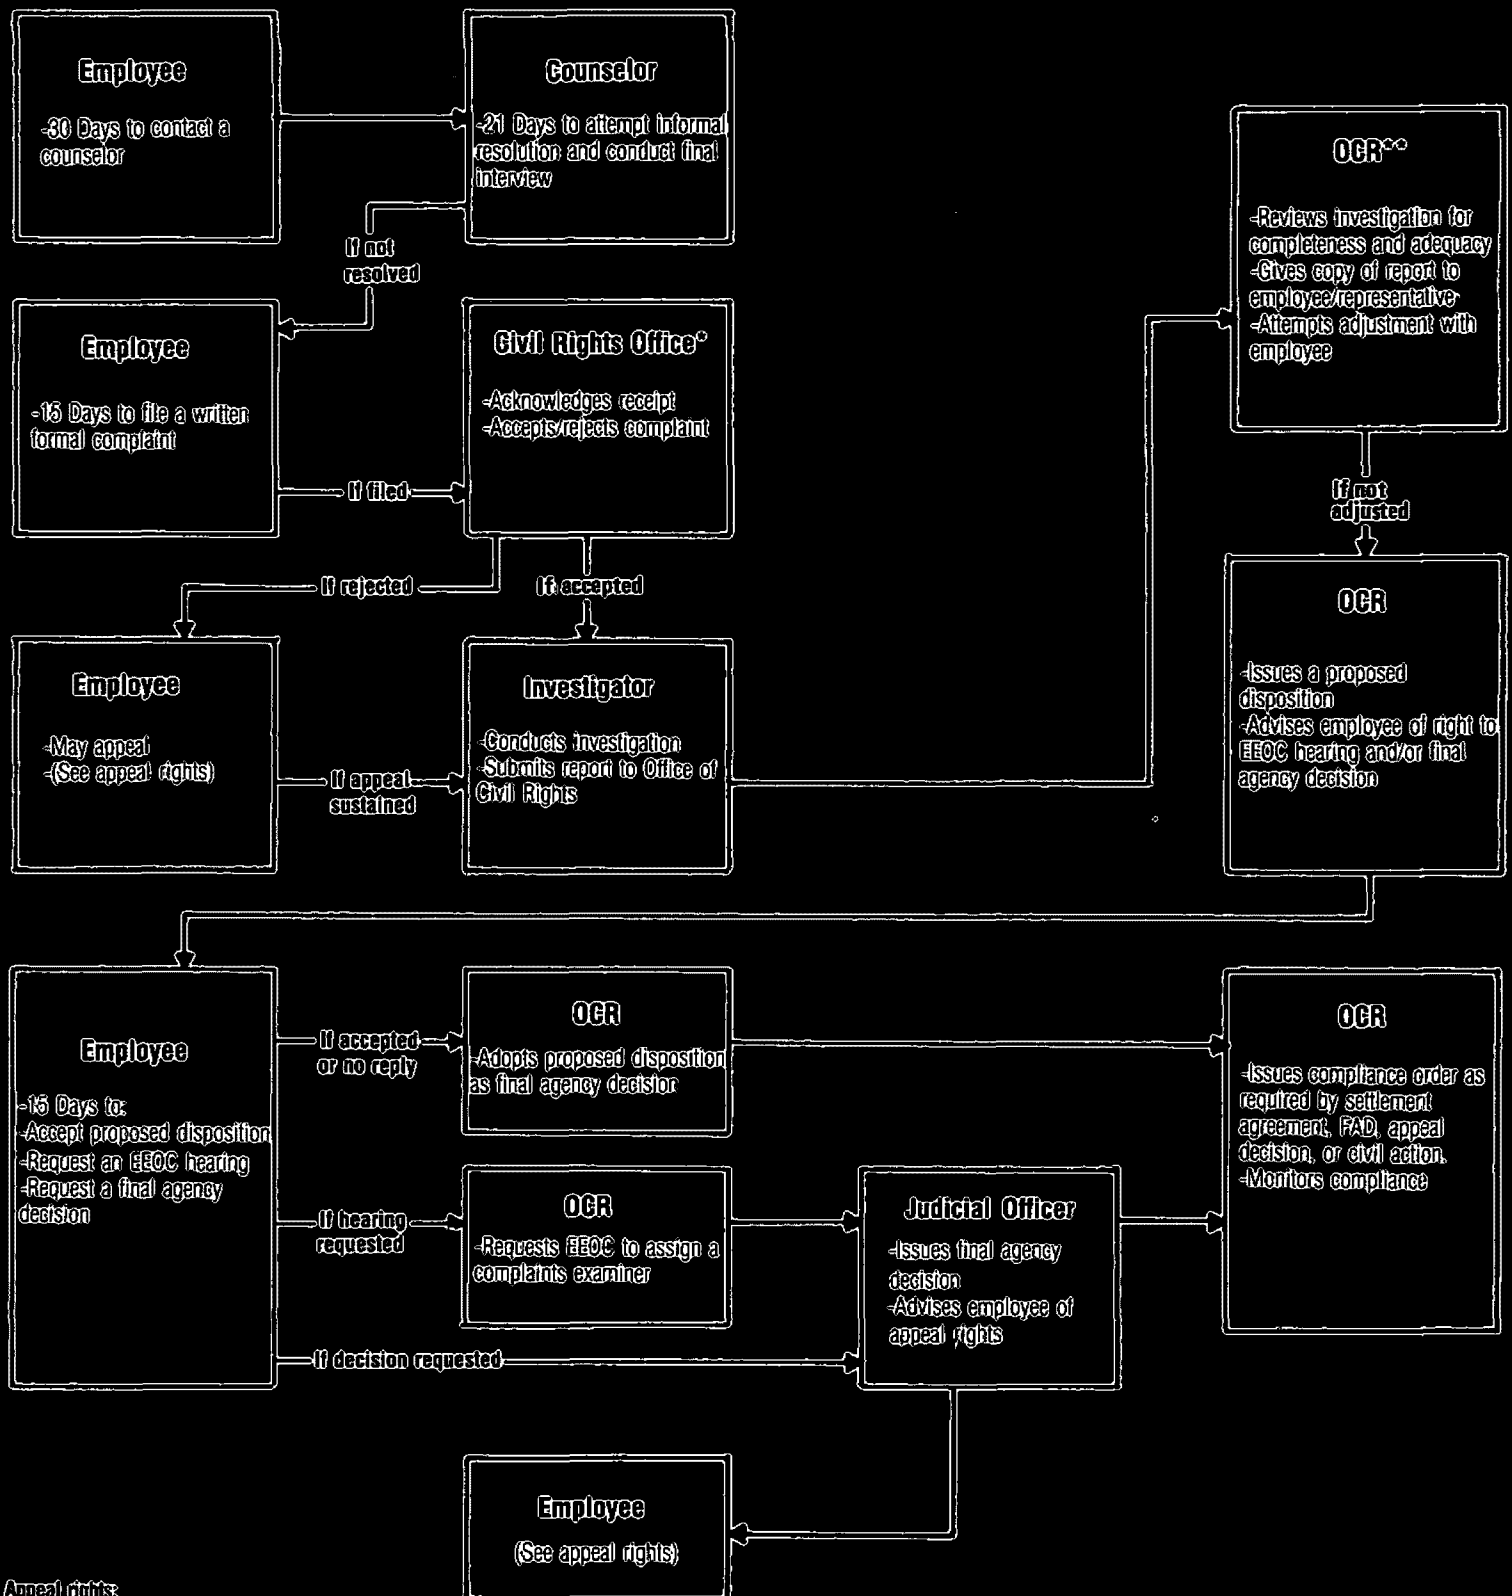 Employee
-30 Days to contact a
counselor
Counselor
-21 Days to attempt informal
resolution and conduct final
interview
If not
resolved
Employee
-15 Days to file a written
formal complaint
If filed
Civil Rights Office*
-Acknowledges receipt
-Accepts/rejects complaint
If rejected
If accepted
Employee
-May appeal
-(See appeal rights)
If appeal
sustained
Investigator
-Conducts investigation
-Submits report to Office of
Civil Rights
OCR**
-Reviews investigation for
completeness and adequacy
-Gives copy of report to
employee/representative
-Attempts adjustment with
employee
If not
adjusted
OCR
-Issues a proposed
disposition
-Advises employee of right to
EEOC hearing and/or final
agency decision
Employee
-15 Days to:
-Accept proposed disposition
-Request an EEOC hearing
-Request a final agency
decision
If accepted
or no reply
OCR
-Adopts proposed disposition
as final agency decision
If hearing
requested
OCR
-Requests EEOC to assign a
complaints examiner
If decision requested
Judicial Officer
-Issues final agency
decision
-Advises employee of
appeal rights
OCR
-Issues compliance order as
required by settlement
agreement, FAD, appeal
decision, or civil action.
-Monitors compliance
Employee
(See appeal rights)
Appeal rights: